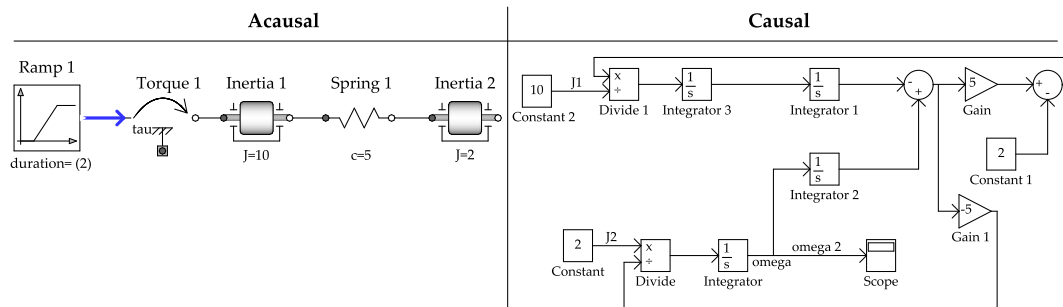 Acausal
Causal
Ramp 1
Torque 1
Inertia 1
Spring 1
Inertia 2
tau
duration= (2)
J=10
c=5
J=2
10
J1
x
÷
1
s
1
s
-
+
5
+
-
Constant 2
Divide 1
Integrator 3
Integrator 1
Gain
2
Constant 1
1
s
Integrator 2
-5
Gain 1
2
J2
x
÷
1
s
omega
omega 2
Constant
Divide
Integrator
Scope